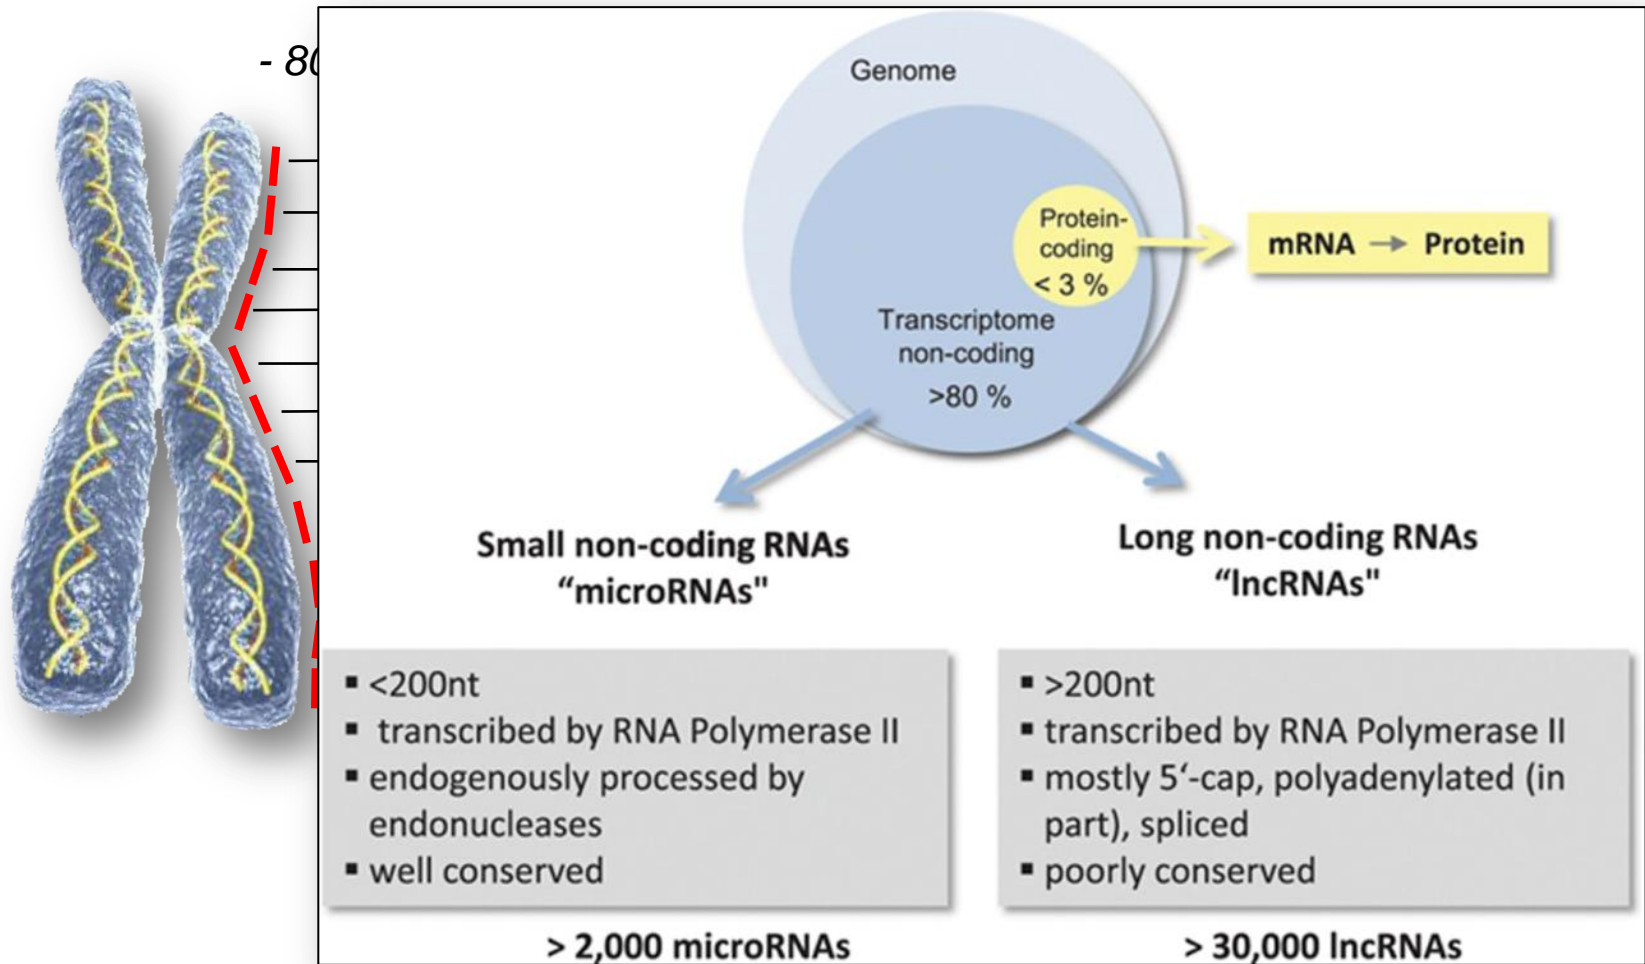 - 80
Genome
Protein-
coding
< 3 %
mRNA → Protein
Transcriptome
non-coding
>80 %
Small non-coding RNAs
“microRNAs"
Long non-coding RNAs
“lncRNAs"
▪ <200nt
▪ transcribed by RNA Polymerase II
▪ endogenously processed by
endonucleases
▪ well conserved
▪ >200nt
▪ transcribed by RNA Polymerase II
▪ mostly 5‘-cap, polyadenylated (in
part), spliced
▪ poorly conserved
> 2,000 microRNAs
> 30,000 lncRNAs